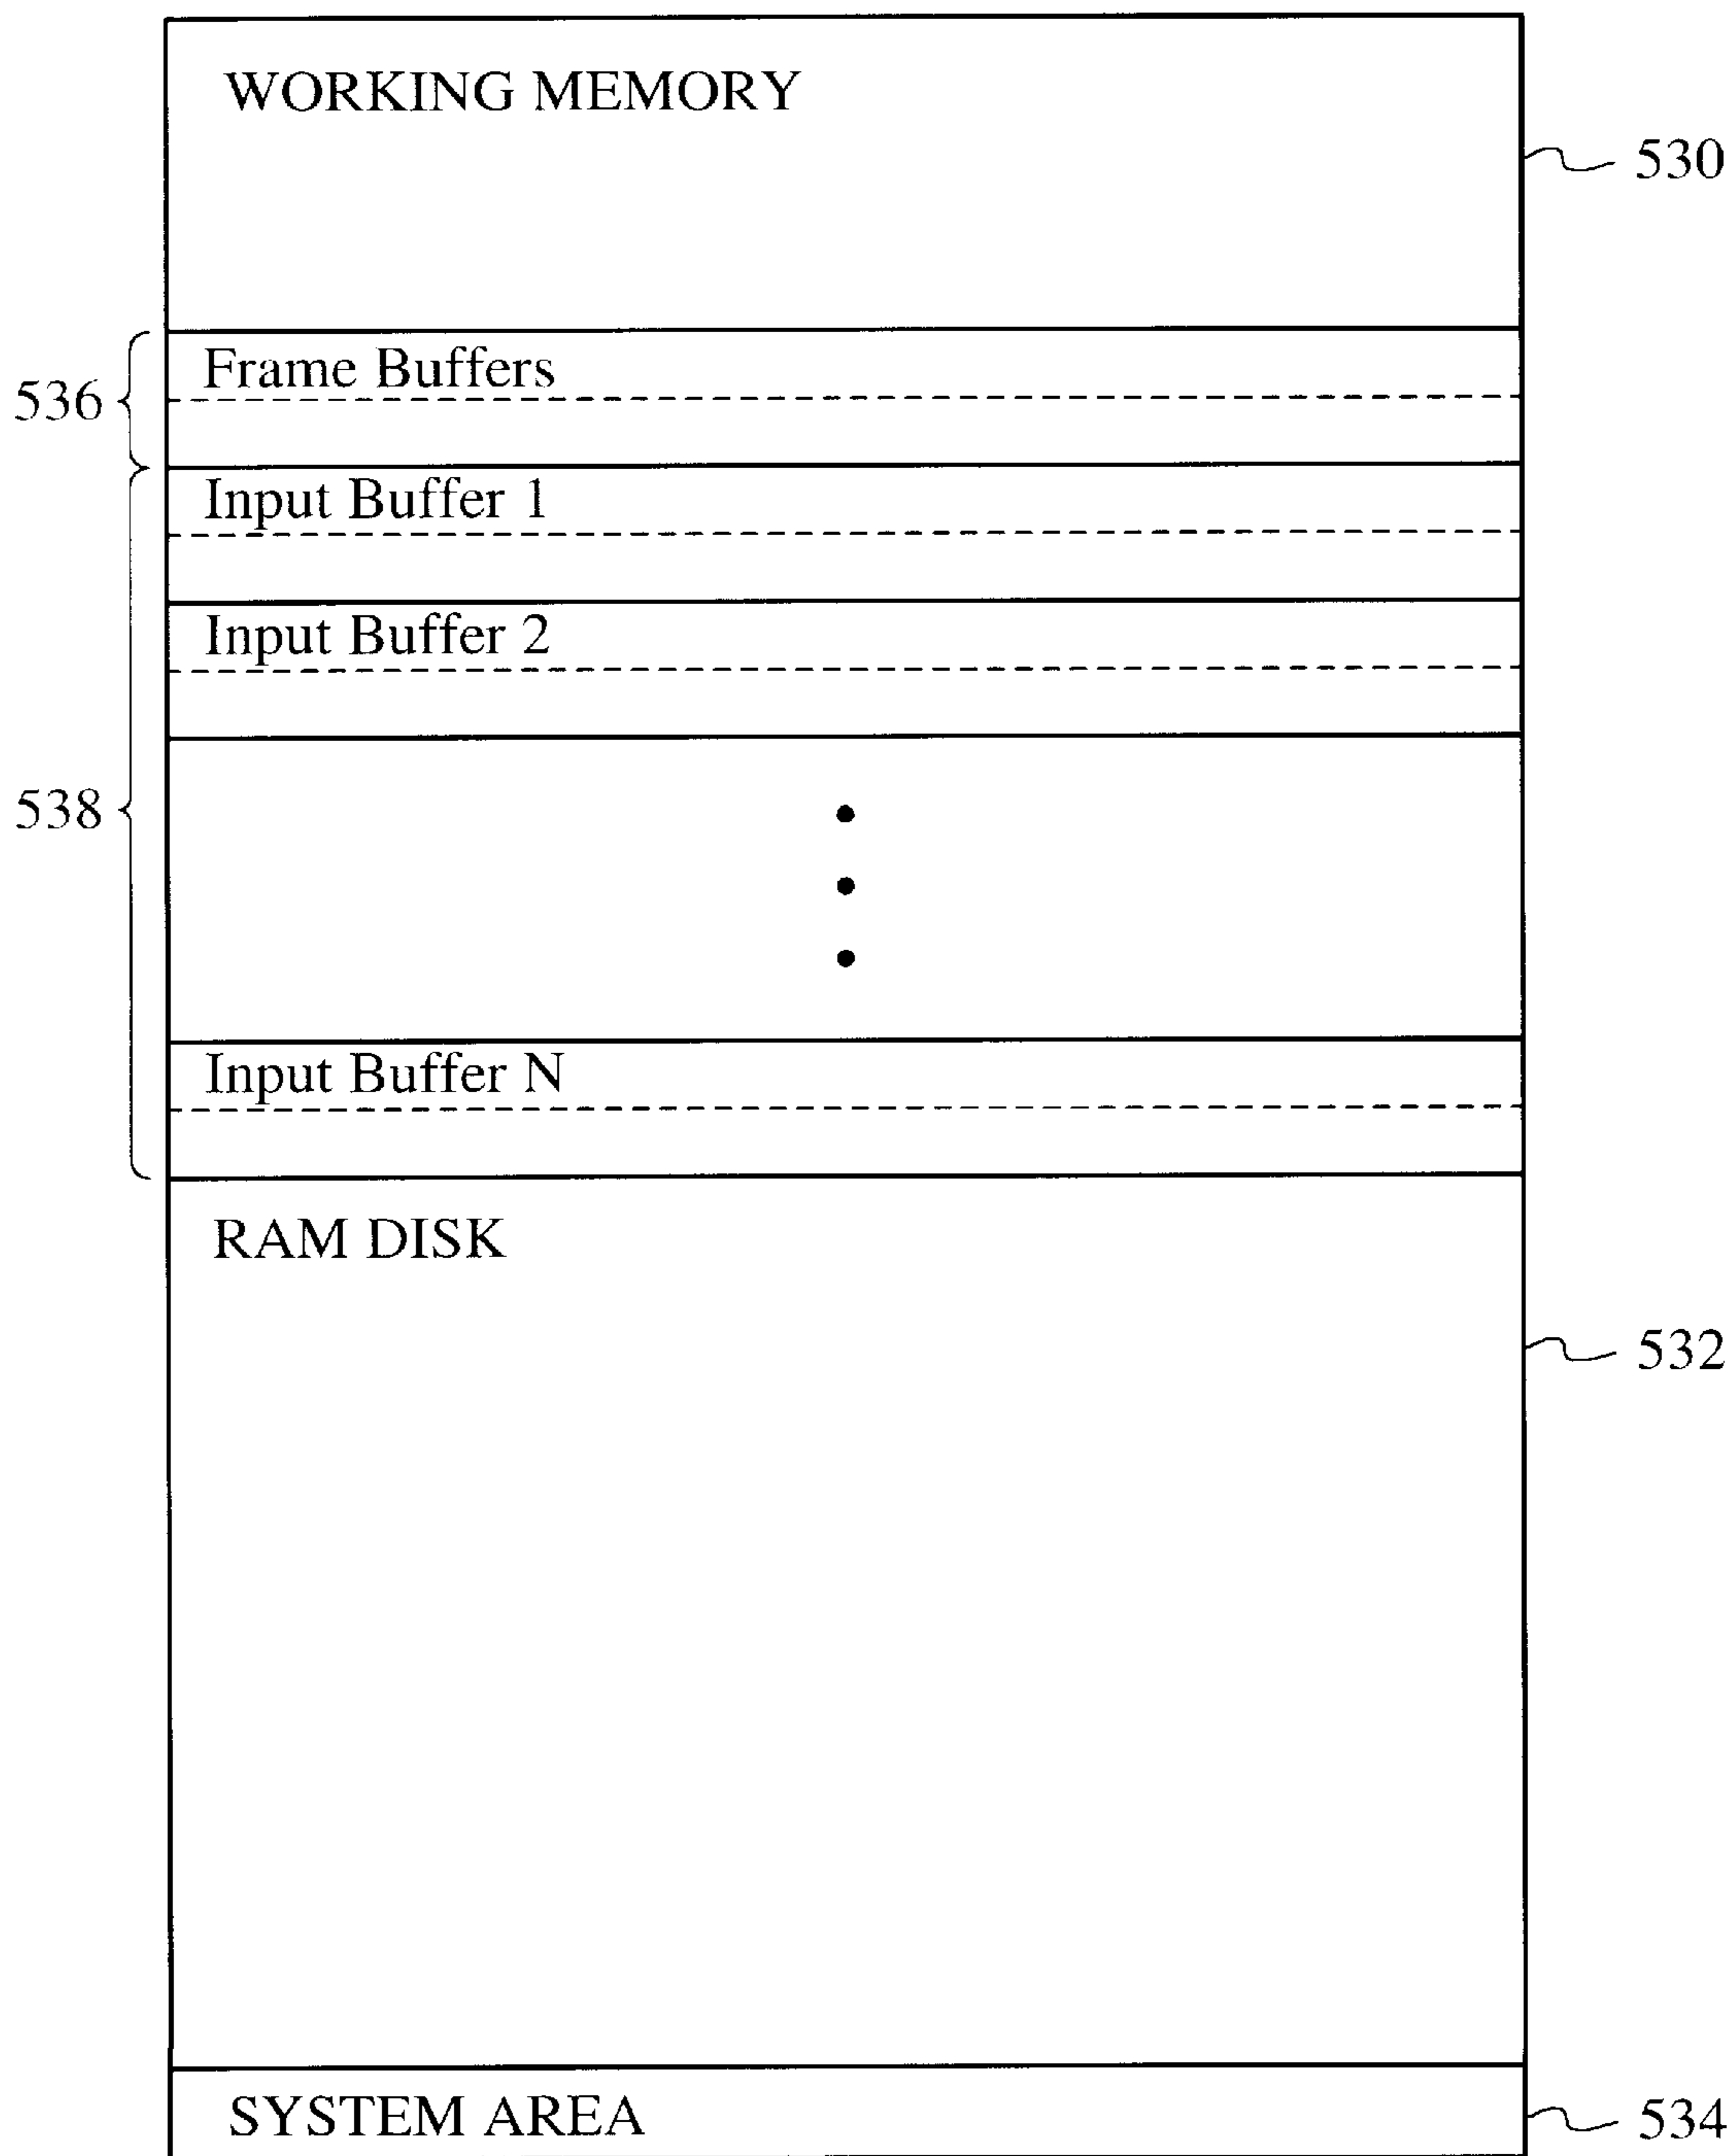 WORKING MEMORY
530
Frame Buffers
536
Input Buffer 1
Input Buffer 2
538
Input Buffer N
RAM DISK
532
SYSTEM AREA
534